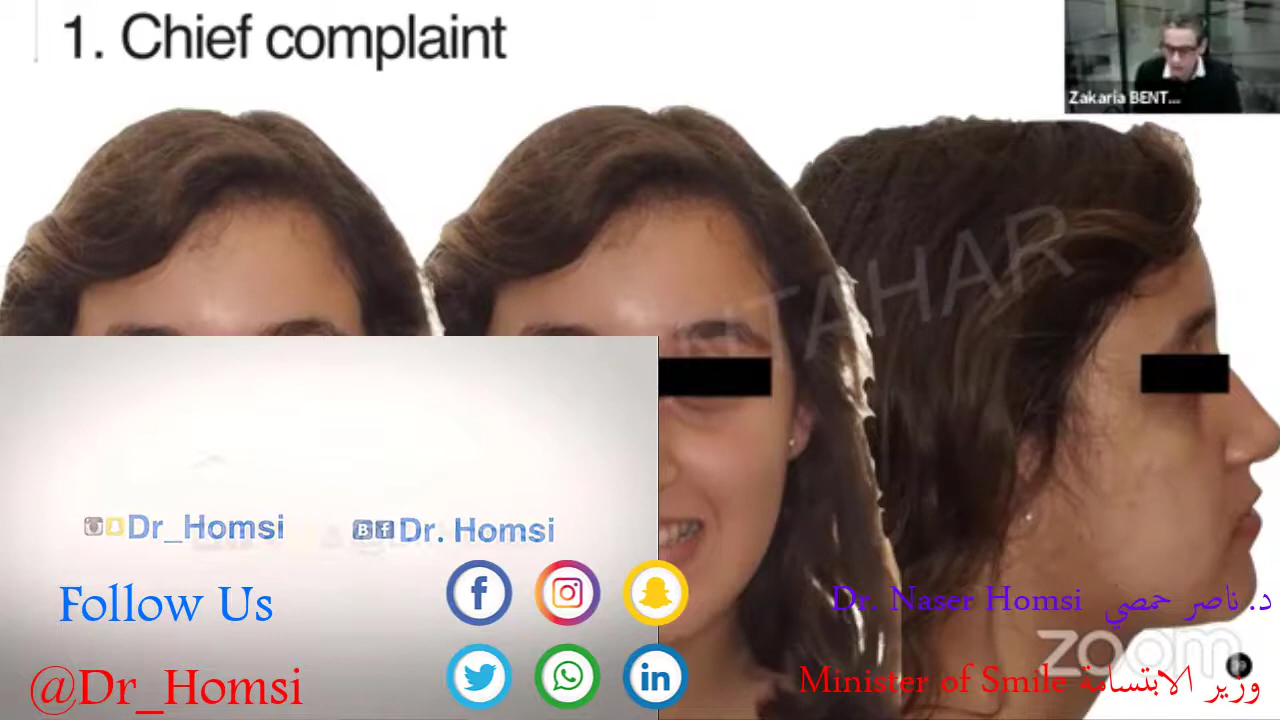 1. Chief complaint
Zakaria BENT...
NTAHAR
Dr_Homsi
Dr. Homsi
Follow Us
Dr. Naser Homsi د. ناصر حمصي
zoom
@Dr_Homsi
Minister of Smile وزير الابتسامة